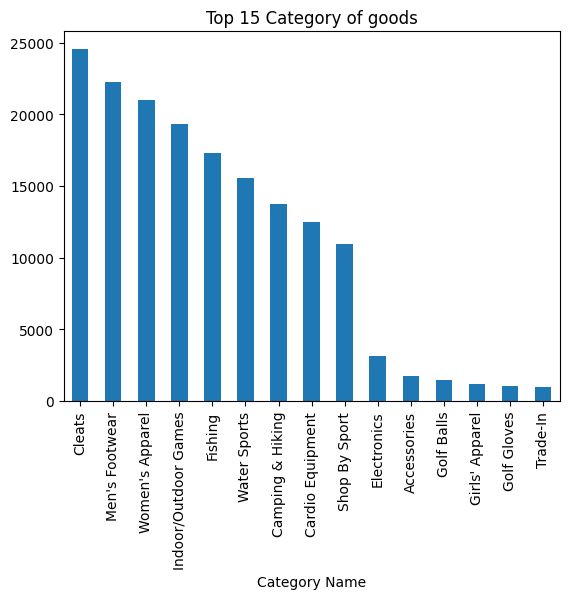 Top 15 Category of goods
25000
20000
15000
10000
5000
0
Cleats
Men's Footwear
Women's Apparel
Indoor/Outdoor Games
Fishing
Water Sports
Camping & Hiking
Cardio Equipment
Shop By Sport
Electronics
Accessories
Golf Balls
Girls' Apparel
Golf Gloves
Trade-In
Category Name